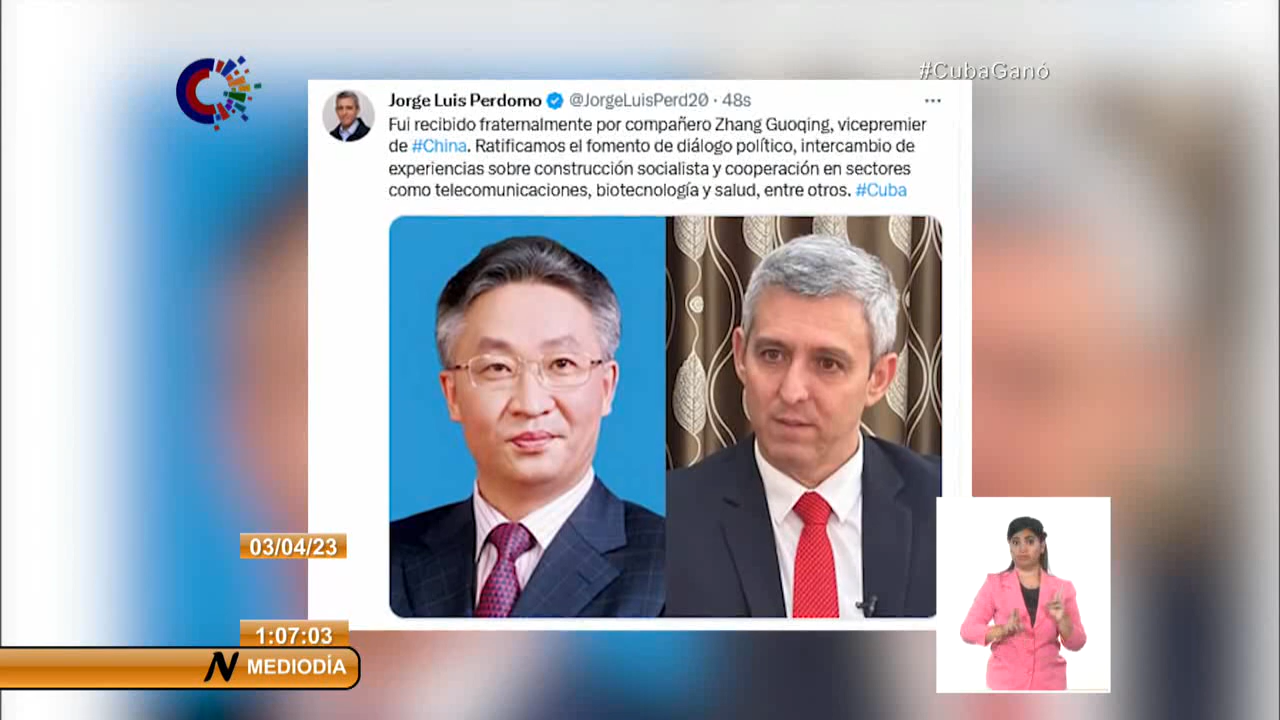 #CubaGanó
Jorge Luis Perdomo @JorgeLuisPerd20 · 48s
Fui recibido fraternalmente por compañero Zhang Guoqing, vicepremier
de #China. Ratificamos el fomento de diálogo político, intercambio de
experiencias sobre construcción socialista y cooperación en sectores
como telecomunicaciones, biotecnología y salud, entre otros. #Cuba
03/04/23
1:07:03
N MEDIODÍA